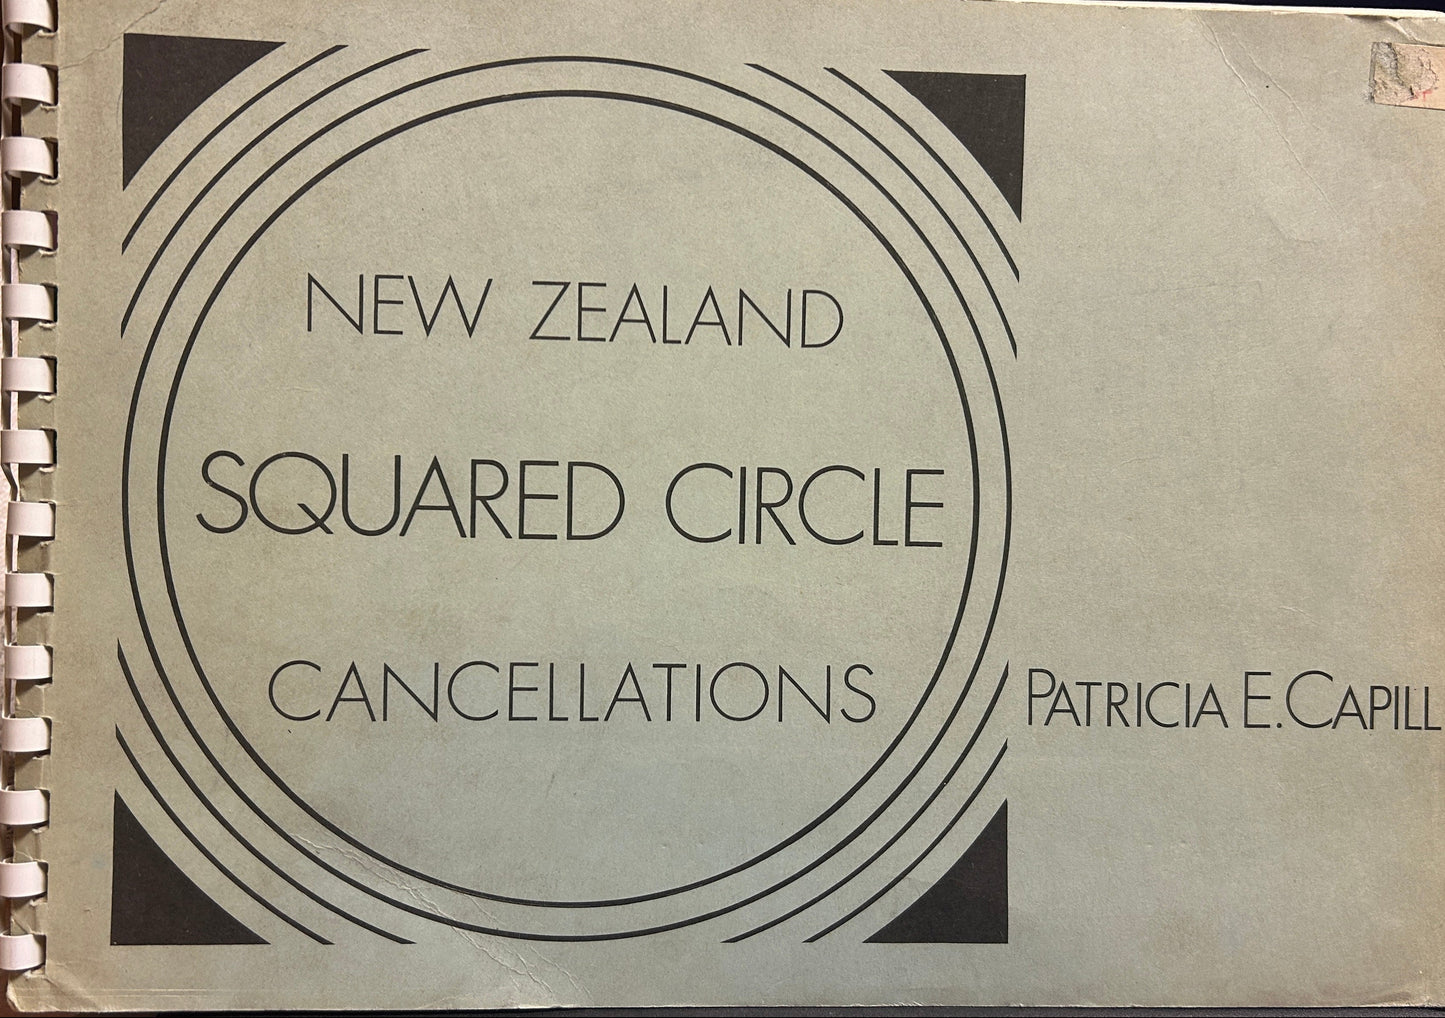 NEW ZEALAND
SQUARED CIRCLE
CANCELLATIONS
PATRICIA E. CAPILL